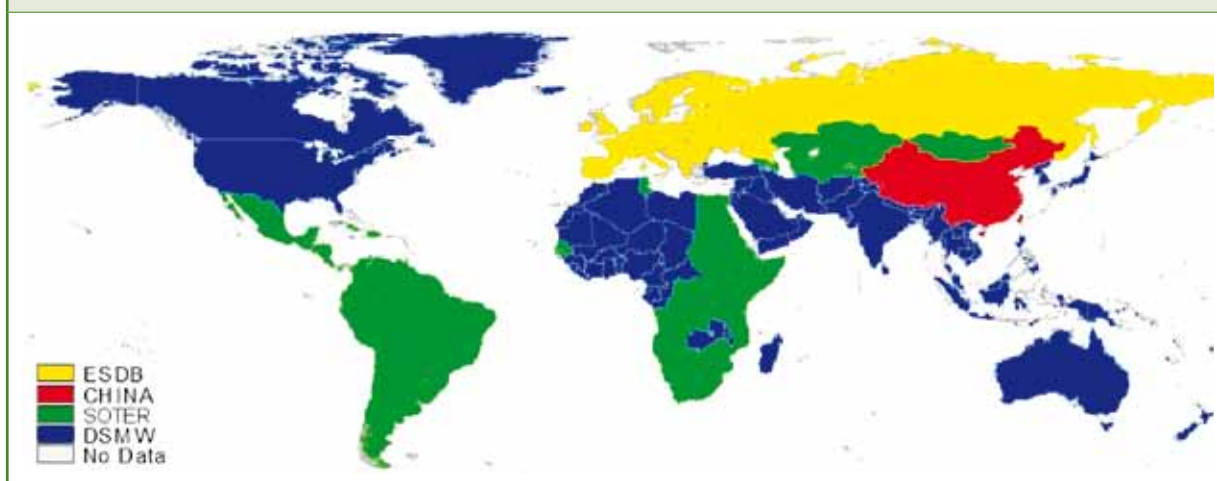 ESDB
CHINA
SOTER
DSMW
No Data